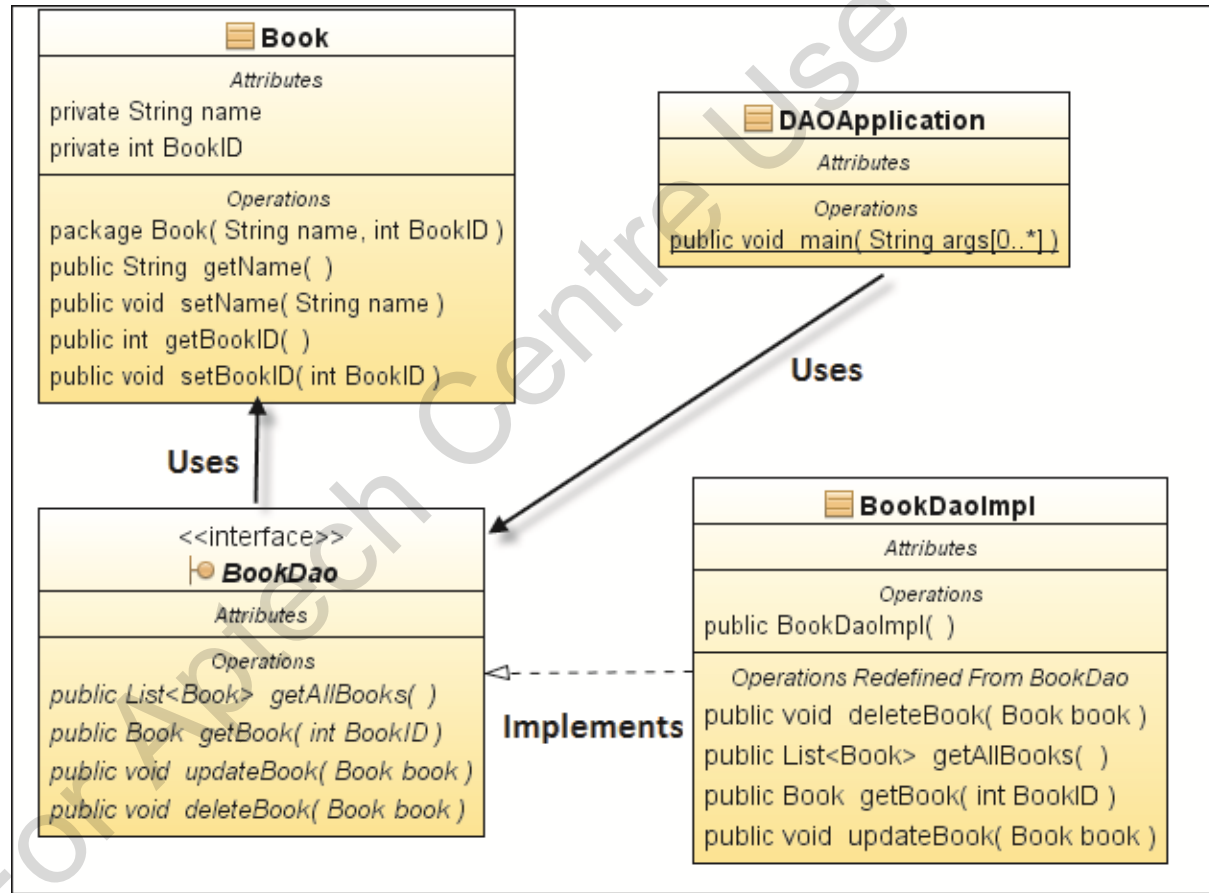 Book
Attributes
private String name
private int BookID
Operations
package Book( String name, int BookID )
public String getName( )
public void setName( String name )
public int getBookID( )
public void setBookID( int BookID )
DAOApplication
Attributes
Operations
public void main( String args[0..*] )
Uses
Uses
<<interface>>
BookDao
Attributes
Operations
public List<Book> getAllBooks( )
public Book getBook( int BookID )
public void updateBook( Book book )
public void deleteBook( Book book )
Implements
BookDaoImpl
Attributes
Operations
public BookDaoImpl( )
Operations Redefined From BookDao
public void deleteBook( Book book )
public List<Book> getAllBooks( )
public Book getBook( int BookID )
public void updateBook( Book book )
For Aptech Centre Use